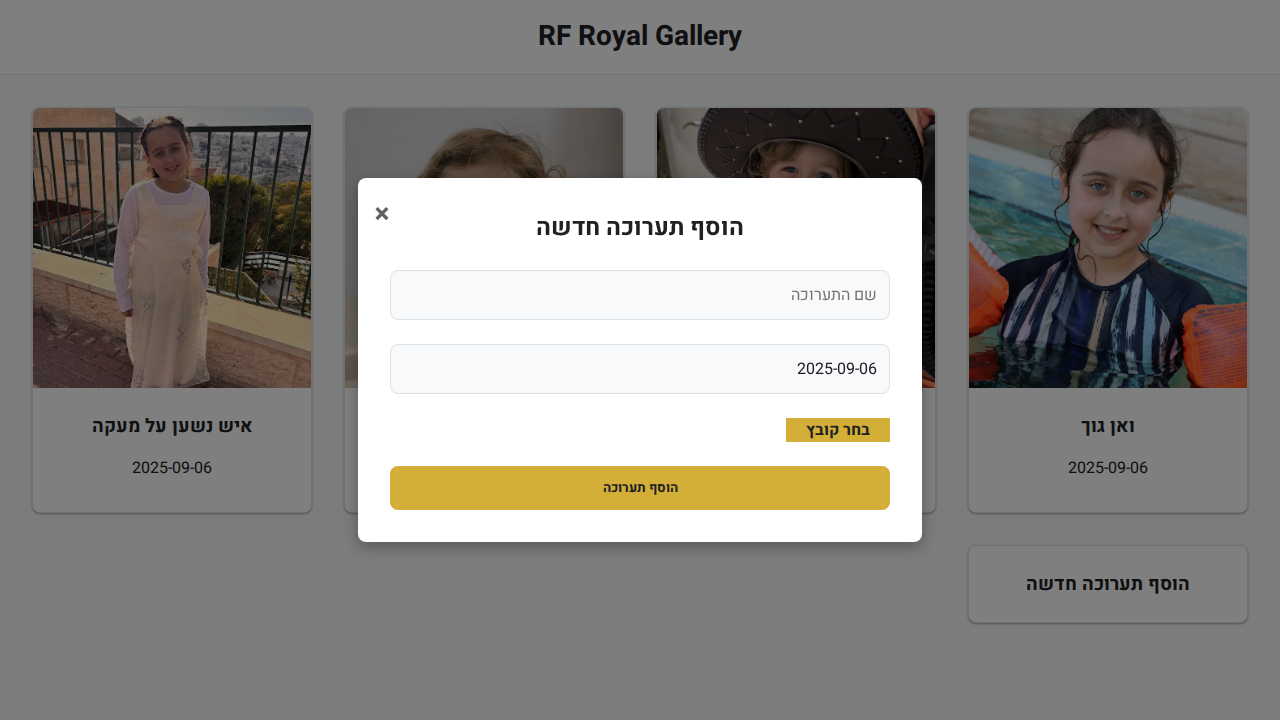 RF Royal Gallery
×
הוסף תערוכה חדשה
שם התערוכה
2025-09-06
בחר קובץ
הוסף תערוכה
ואן גוך
2025-09-06
איש נשען על מעקה
2025-09-06
הוסף תערוכה חדשה